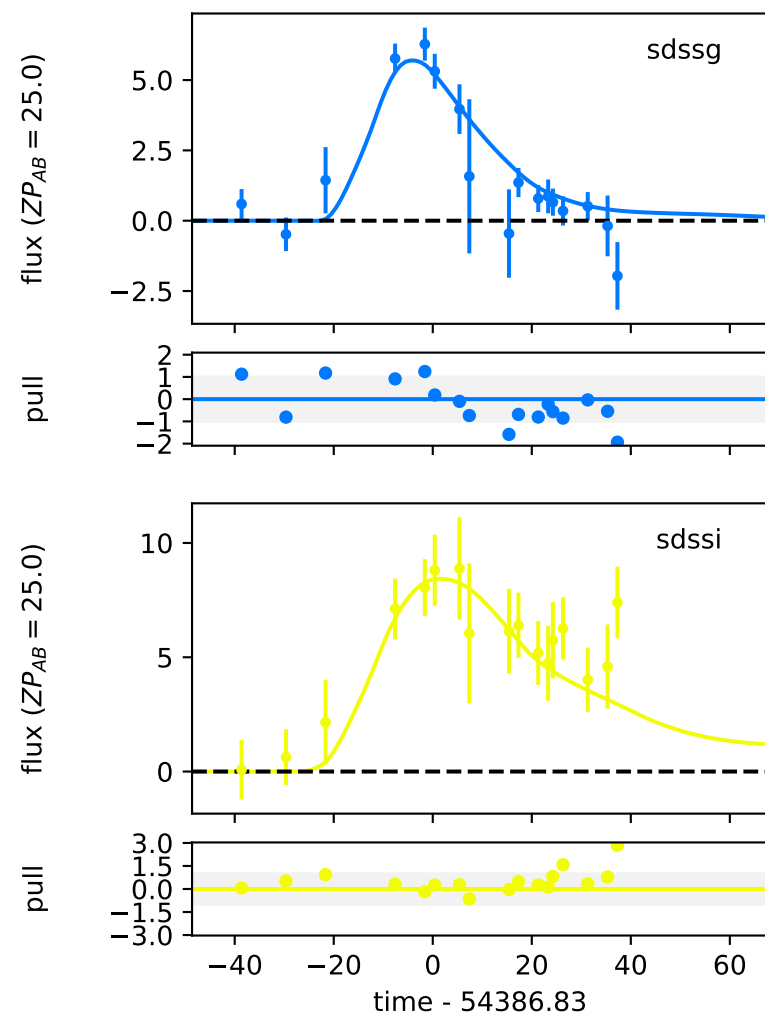 sdssg
flux (ZP_AB = 25.0)
5.0
2.5
0.0
−2.5
pull
2
1
0
−1
−2
sdssi
flux (ZP_AB = 25.0)
10
5
0
pull
3.0
1.5
0.0
−1.5
−3.0
−40 −20 0 20 40 60
time - 54386.83